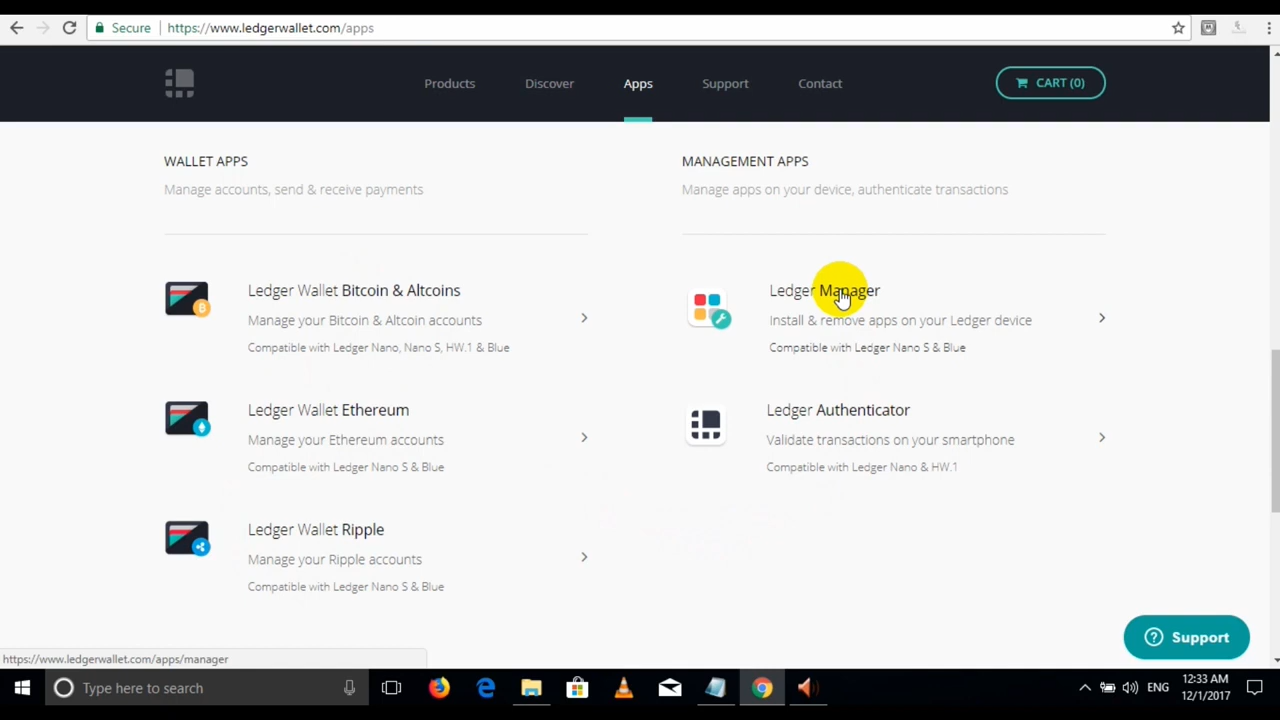 Secure
https://www.ledgerwallet.com/apps
Products
Discover
Apps
Support
Contact
CART (0)
WALLET APPS
Manage accounts, send & receive payments
Ledger Wallet Bitcoin & Altcoins
Manage your Bitcoin & Altcoin accounts
Compatible with Ledger Nano, Nano S, HW.1 & Blue
Ledger Wallet Ethereum
Manage your Ethereum accounts
Compatible with Ledger Nano S & Blue
Ledger Wallet Ripple
Manage your Ripple accounts
Compatible with Ledger Nano S & Blue
MANAGEMENT APPS
Manage apps on your device, authenticate transactions
Ledger Manager
Install & remove apps on your Ledger device
Compatible with Ledger Nano S & Blue
Ledger Authenticator
Validate transactions on your smartphone
Compatible with Ledger Nano & HW.1
Support
https://www.ledgerwallet.com/apps/manager
Type here to search
ENG
12:33 AM
12/1/2017